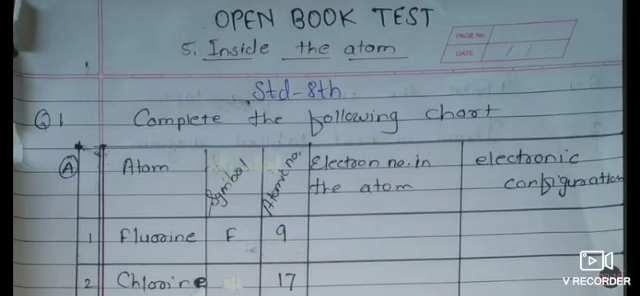 OPEN BOOK TEST
5. Inside the atom
PAGE NO.
DATE / /
Std-8th
Q1 Complete the following chart
A Atom Symbol Atomic no. Electron no. in the atom electronic configuration
1 Fluorine F 9
2 Chlorine 17
V RECORDER